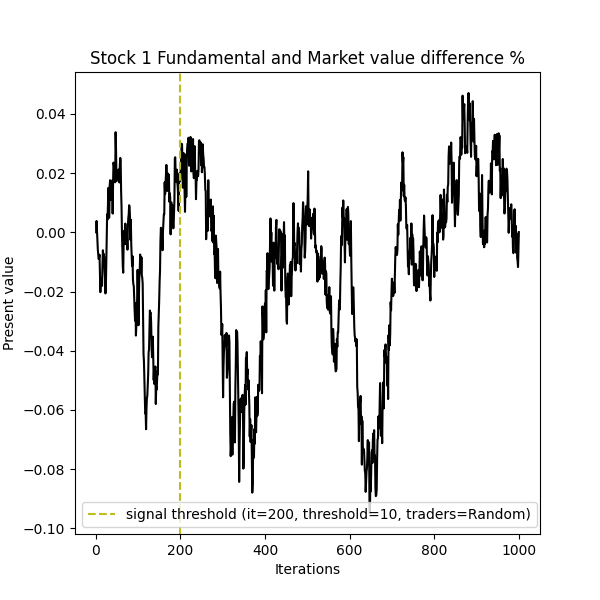 Stock 1 Fundamental and Market value difference %
0.04
0.02
0.00
−0.02
−0.04
−0.06
−0.08
−0.10
Present value
signal threshold (it=200, threshold=10, traders=Random)
0 200 400 600 800 1000
Iterations